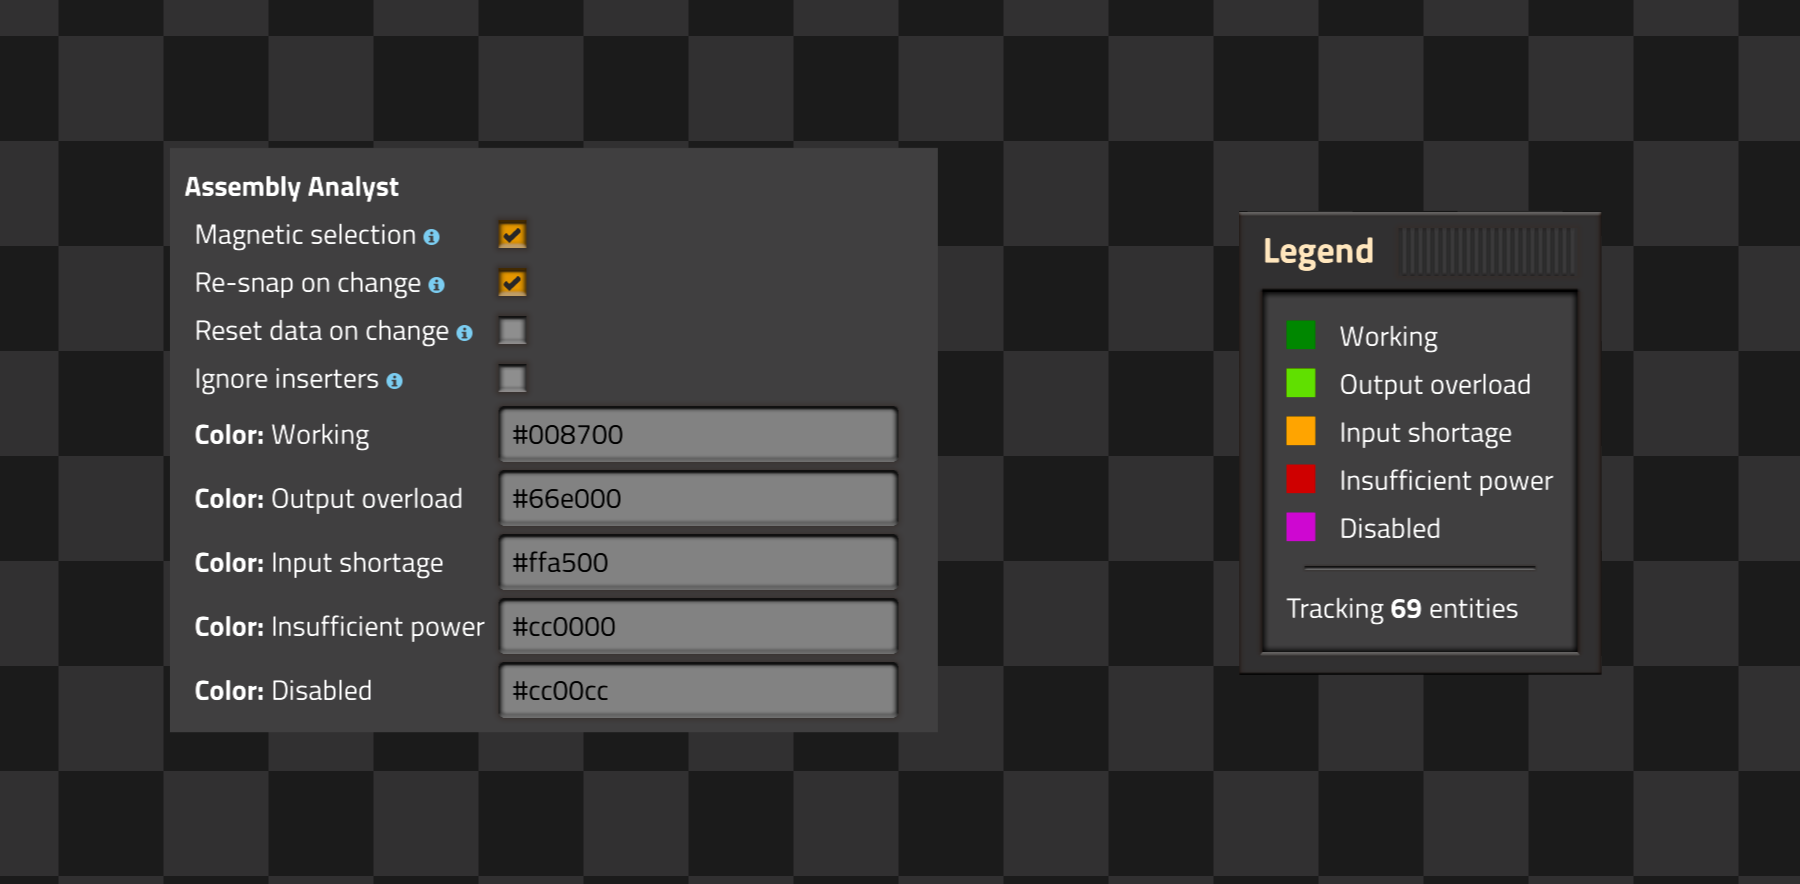 Assembly Analyst
Magnetic selection
Re-snap on change
Reset data on change
Ignore inserters
Color: Working #008700
Color: Output overload #66e000
Color: Input shortage #ffa500
Color: Insufficient power #cc0000
Color: Disabled #cc00cc
Legend
Working
Output overload
Input shortage
Insufficient power
Disabled
Tracking 69 entities